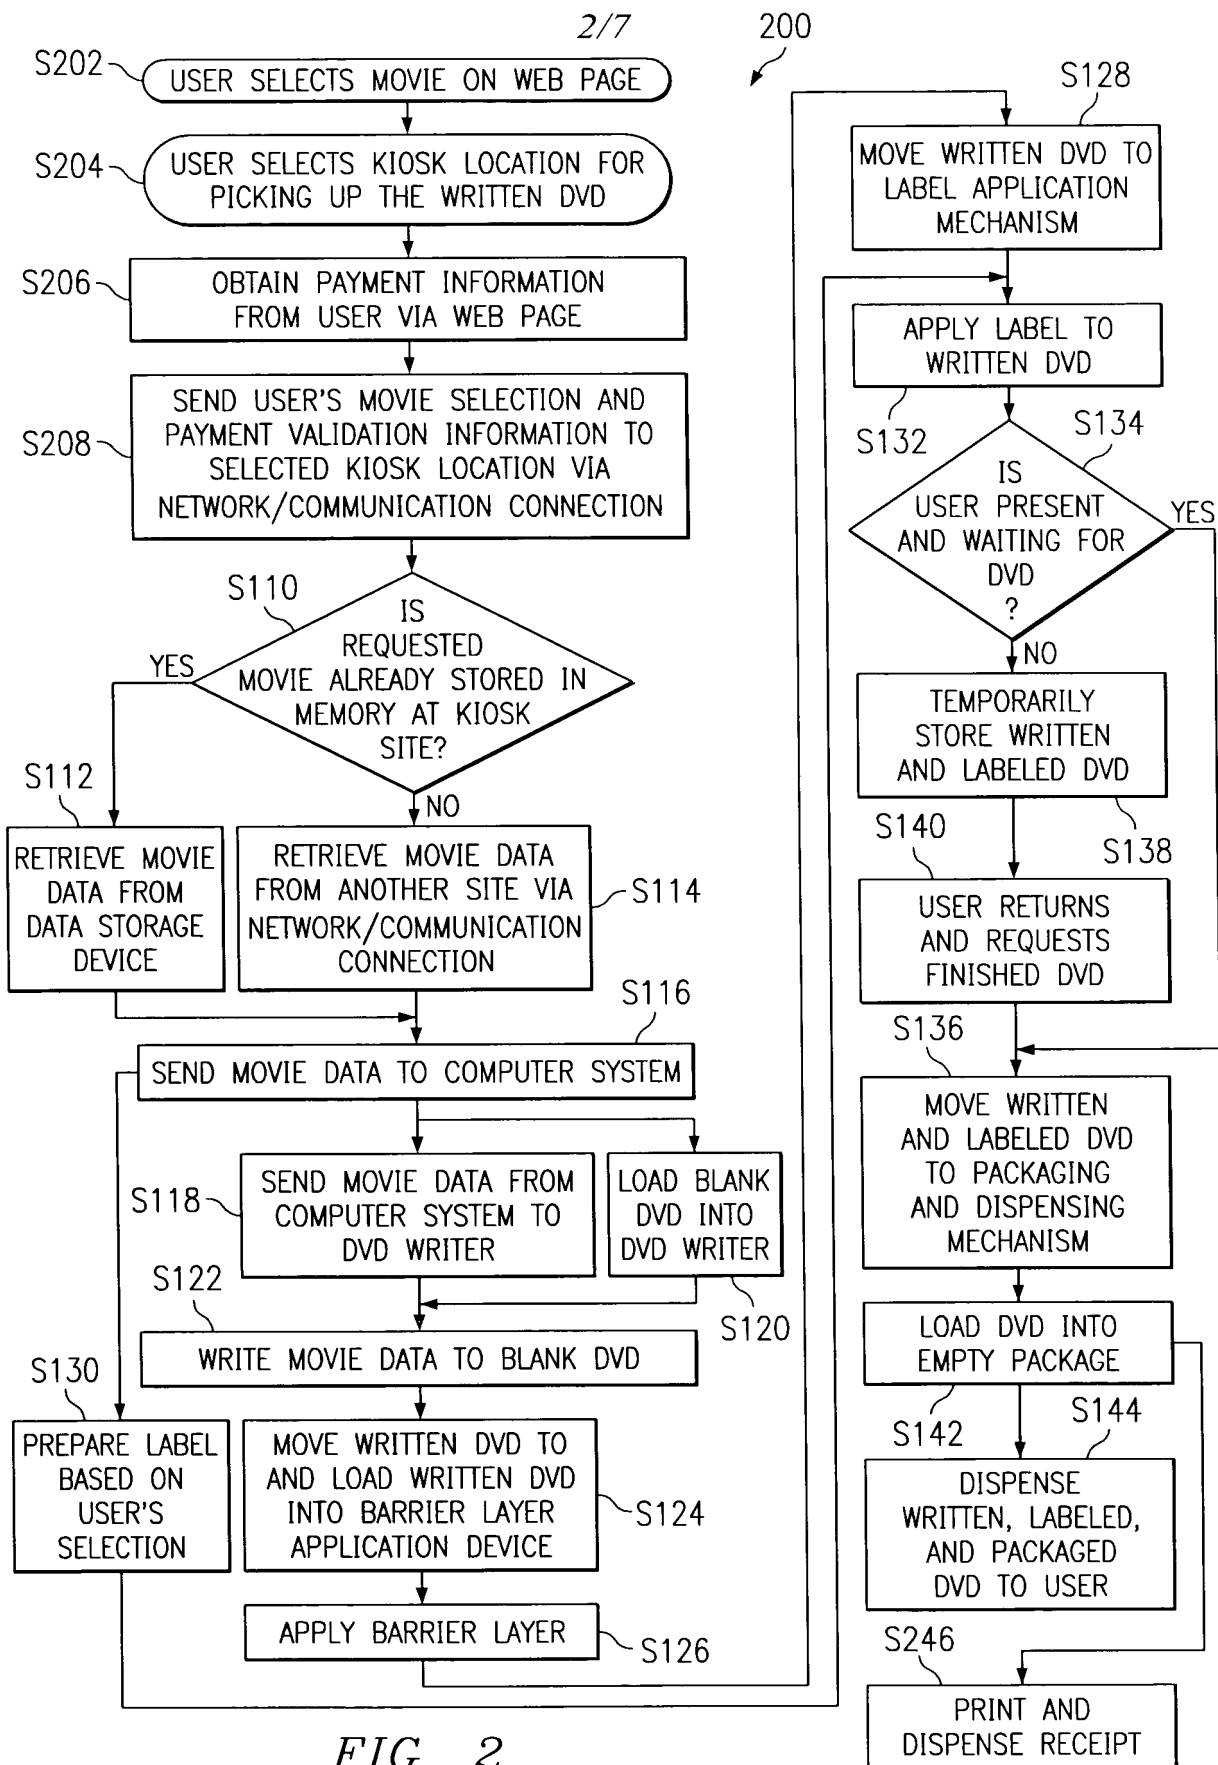 2/7
200
S202
USER SELECTS MOVIE ON WEB PAGE
S204
USER SELECTS KIOSK LOCATION FOR
PICKING UP THE WRITTEN DVD
S206
OBTAIN PAYMENT INFORMATION
FROM USER VIA WEB PAGE
S208
SEND USER'S MOVIE SELECTION AND
PAYMENT VALIDATION INFORMATION TO
SELECTED KIOSK LOCATION VIA
NETWORK/COMMUNICATION CONNECTION
S110
IS
REQUESTED
MOVIE ALREADY STORED IN
MEMORY AT KIOSK
SITE?
YES
NO
S112
RETRIEVE MOVIE
DATA FROM
DATA STORAGE
DEVICE
RETRIEVE MOVIE DATA
FROM ANOTHER SITE VIA
NETWORK/COMMUNICATION
CONNECTION
S114
S116
SEND MOVIE DATA TO COMPUTER SYSTEM
S118
SEND MOVIE DATA FROM
COMPUTER SYSTEM TO
DVD WRITER
LOAD BLANK
DVD INTO
DVD WRITER
S120
S122
WRITE MOVIE DATA TO BLANK DVD
S130
PREPARE LABEL
BASED ON
USER'S
SELECTION
MOVE WRITTEN DVD TO
AND LOAD WRITTEN DVD
INTO BARRIER LAYER
APPLICATION DEVICE
S124
APPLY BARRIER LAYER
S126
S128
MOVE WRITTEN DVD TO
LABEL APPLICATION
MECHANISM
APPLY LABEL TO
WRITTEN DVD
S132
S134
IS
USER PRESENT
AND WAITING FOR
DVD
?
YES
NO
TEMPORARILY
STORE WRITTEN
AND LABELED DVD
S138
S140
USER RETURNS
AND REQUESTS
FINISHED DVD
S136
MOVE WRITTEN
AND LABELED DVD
TO PACKAGING
AND DISPENSING
MECHANISM
LOAD DVD INTO
EMPTY PACKAGE
S142
S144
DISPENSE
WRITTEN, LABELED,
AND PACKAGED
DVD TO USER
S246
PRINT AND
DISPENSE RECEIPT
FIG. 2